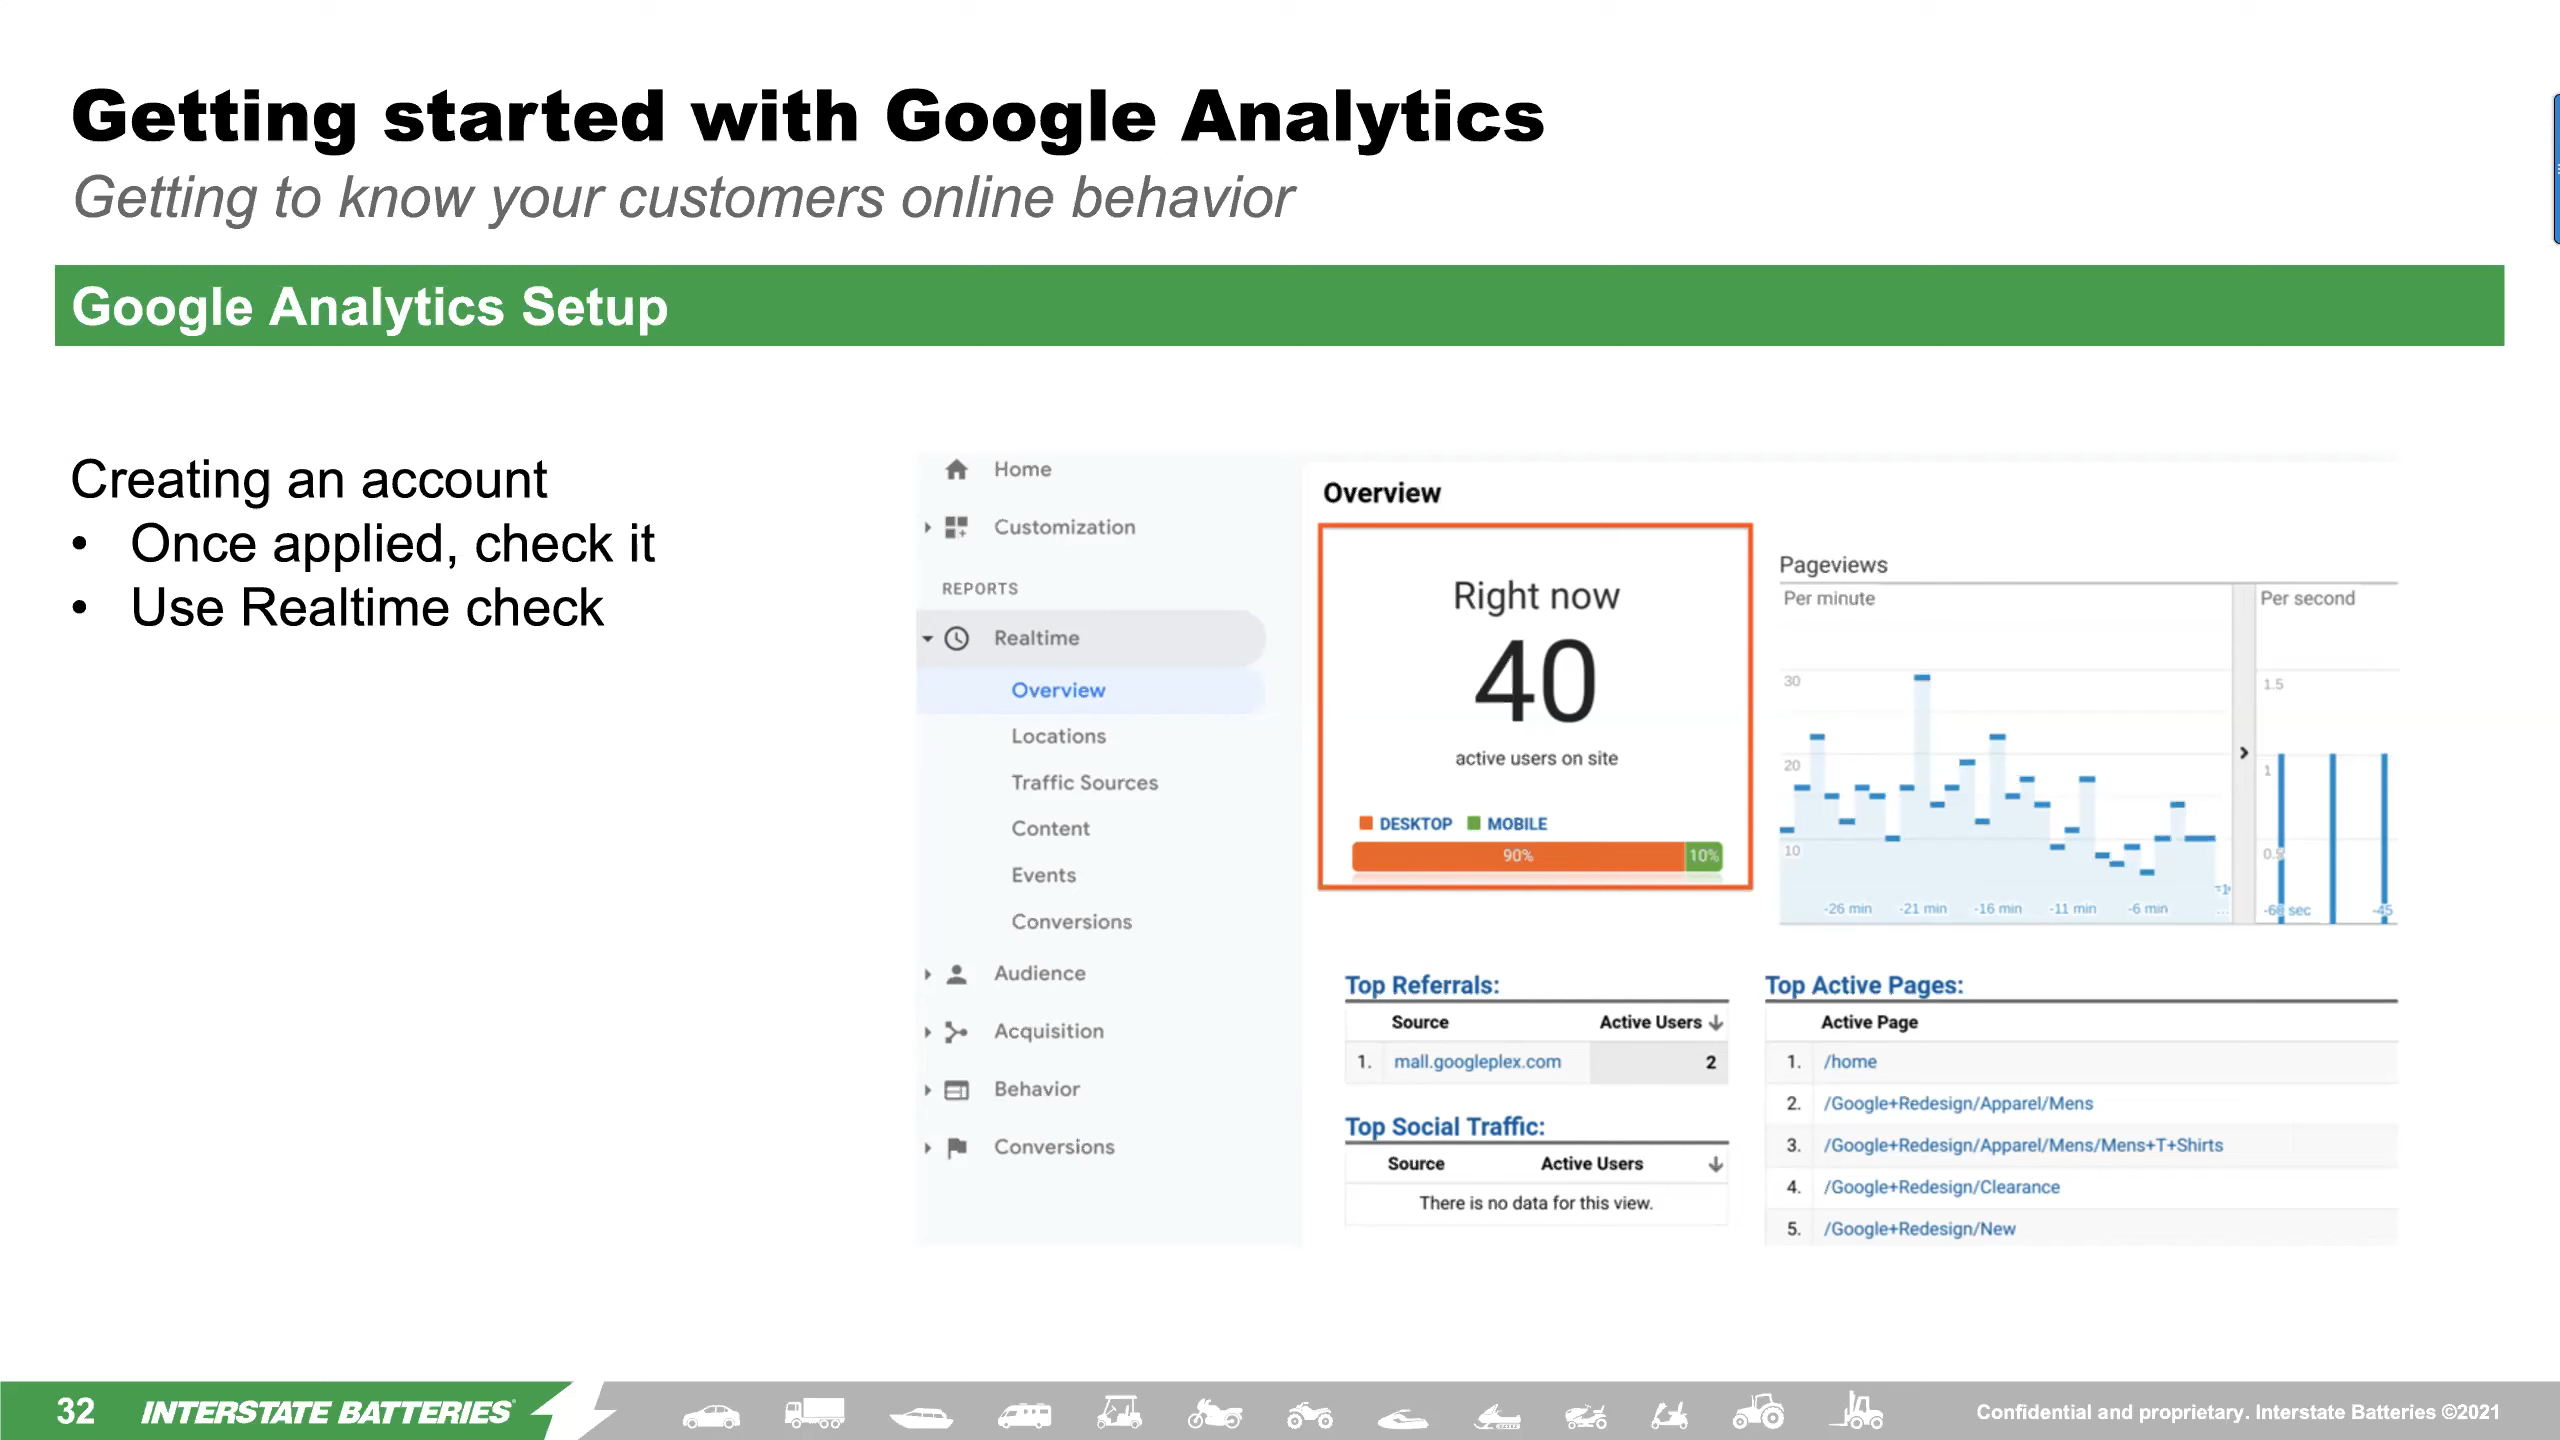 Getting started with Google Analytics
Getting to know your customers online behavior
Google Analytics Setup
Creating an account
• Once applied, check it
• Use Realtime check
Home
Customization
REPORTS
Realtime
Overview
Locations
Traffic Sources
Content
Events
Conversions
Audience
Acquisition
Behavior
Conversions
Overview
Right now
40
active users on site
DESKTOP MOBILE
90% 10%
Pageviews
Per minute
30
20
10
-26 min -21 min -16 min -11 min -6 min
Per second
1.5
1
0.5
sec -45
Top Referrals:
Source Active Users
1. mall.googleplex.com 2
Top Social Traffic:
Source Active Users
There is no data for this view.
Top Active Pages:
Active Page
1. /home
2. /Google+Redesign/Apparel/Mens
3. /Google+Redesign/Apparel/Mens/Mens+T+Shirts
4. /Google+Redesign/Clearance
5. /Google+Redesign/New
32 INTERSTATE BATTERIES
Confidential and proprietary. Interstate Batteries ©2021